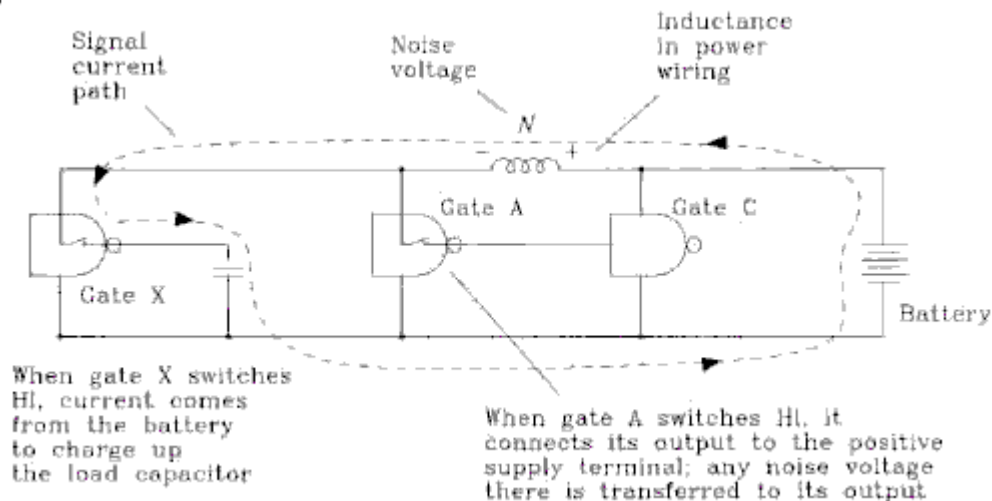 Signal
current
path
Noise
voltage
Inductance
in power
wiring
N
- +
Gate A
Gate C
Gate X
Battery
When gate X switches
HI, current comes
from the battery
to charge up
the load capacitor
When gate A switches HI, it
connects its output to the positive
supply terminal; any noise voltage
there is transferred to its output